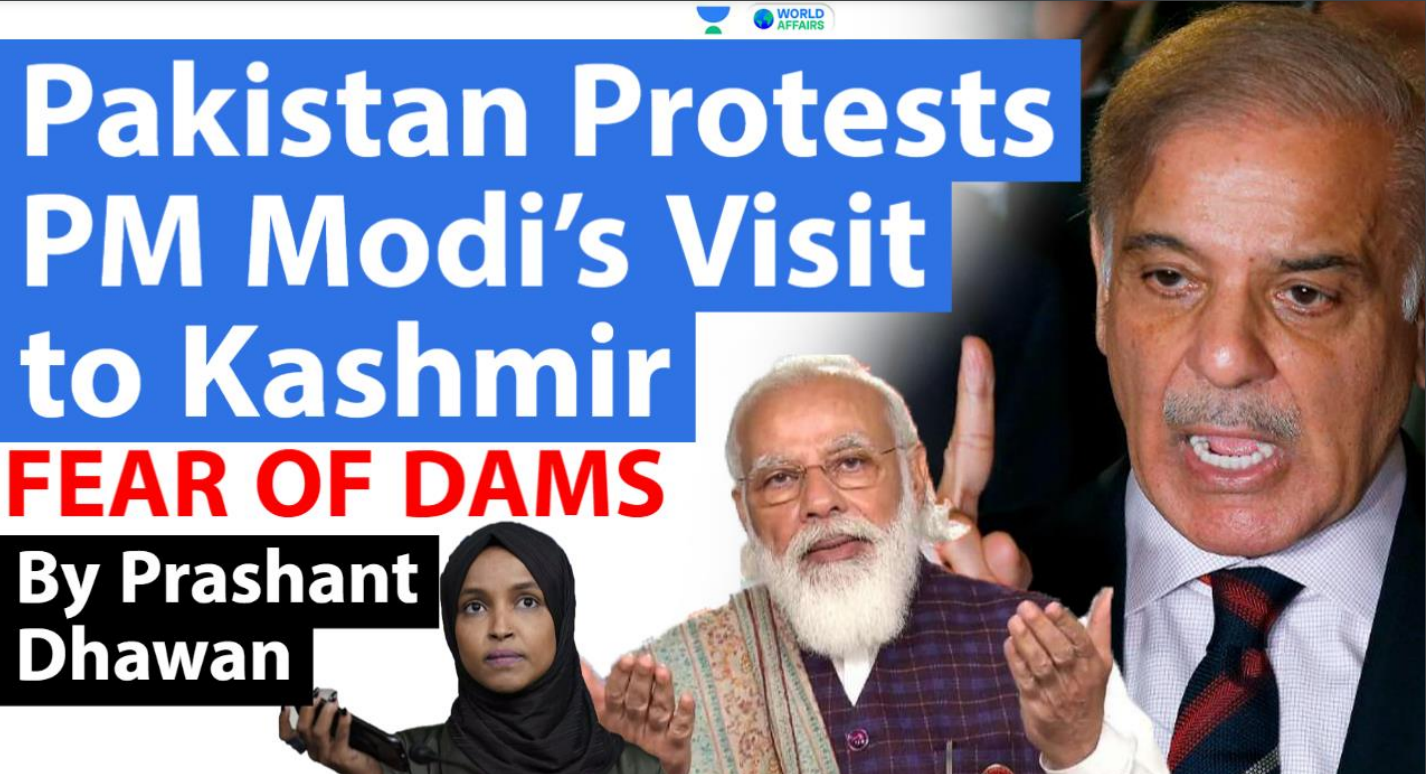 WORLD
AFFAIRS
Pakistan Protests
PM Modi’s Visit
to Kashmir
FEAR OF DAMS
By Prashant
Dhawan